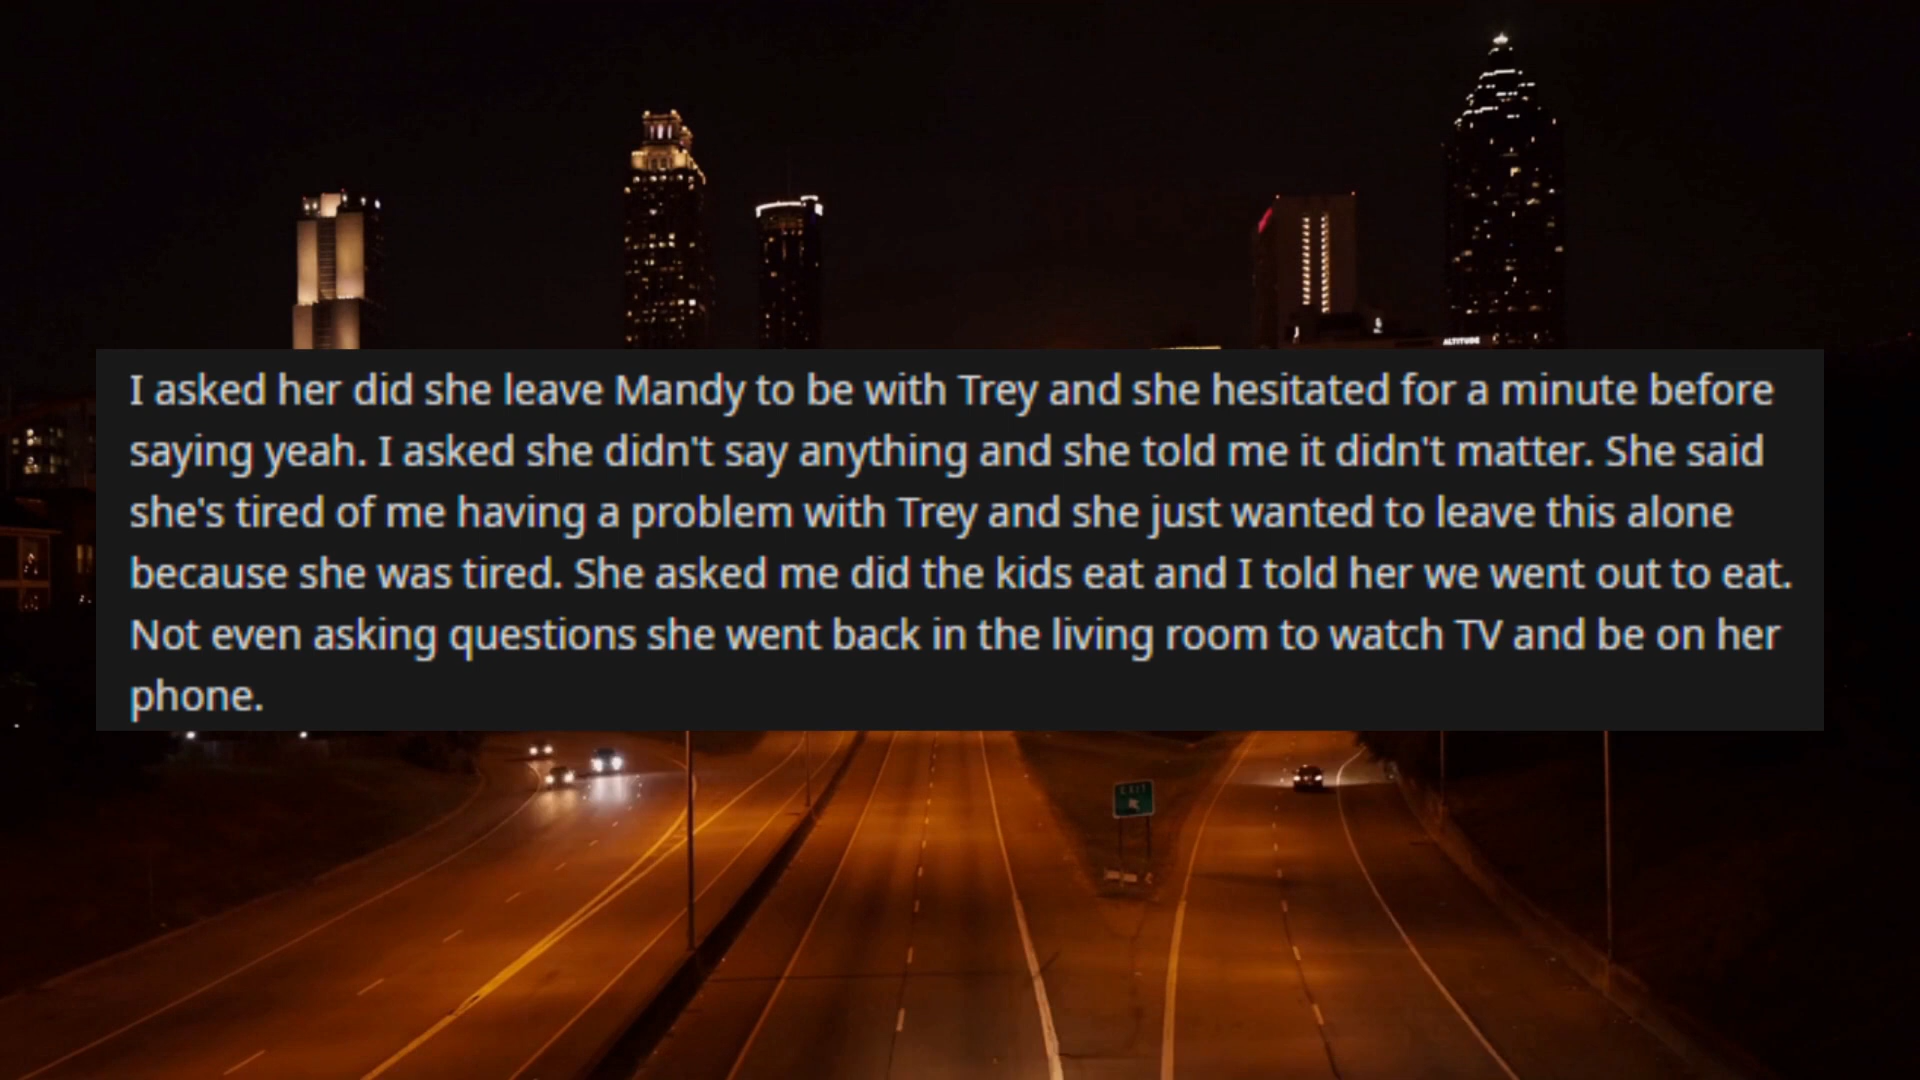 ALTITUDE
I asked her did she leave Mandy to be with Trey and she hesitated for a minute before
saying yeah. I asked she didn't say anything and she told me it didn't matter. She said
she's tired of me having a problem with Trey and she just wanted to leave this alone
because she was tired. She asked me did the kids eat and I told her we went out to eat.
Not even asking questions she went back in the living room to watch TV and be on her
phone.
EXIT